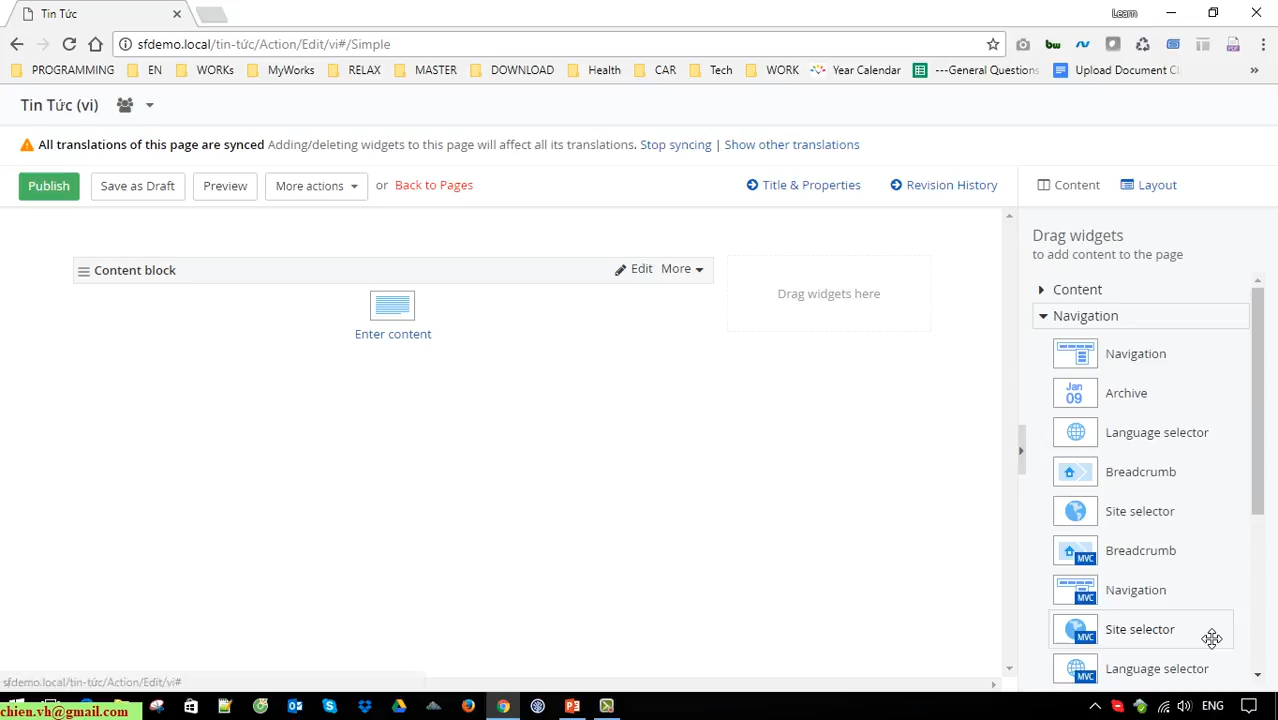 Tin Tức
Learn
sfdemo.local/tin-tức/Action/Edit/vi#/Simple
PROGRAMMING
EN
WORKs
MyWorks
RELAX
MASTER
DOWNLOAD
Health
CAR
Tech
WORK
Year Calendar
---General Questions
Upload Document Cl
»
Tin Tức (vi)
All translations of this page are synced Adding/deleting widgets to this page will affect all its translations. Stop syncing | Show other translations
Publish
Save as Draft
Preview
More actions
or
Back to Pages
Title & Properties
Revision History
Content
Layout
Drag widgets
to add content to the page
Content block
Edit
More
Enter content
Drag widgets here
Content
Navigation
Navigation
Jan
09
Archive
Language selector
Breadcrumb
Site selector
MVC
Breadcrumb
MVC
Navigation
MVC
Site selector
MVC
Language selector
sfdemo.local/tin-tức/Action/Edit/vi#
chien.vh@gmail.com
ENG